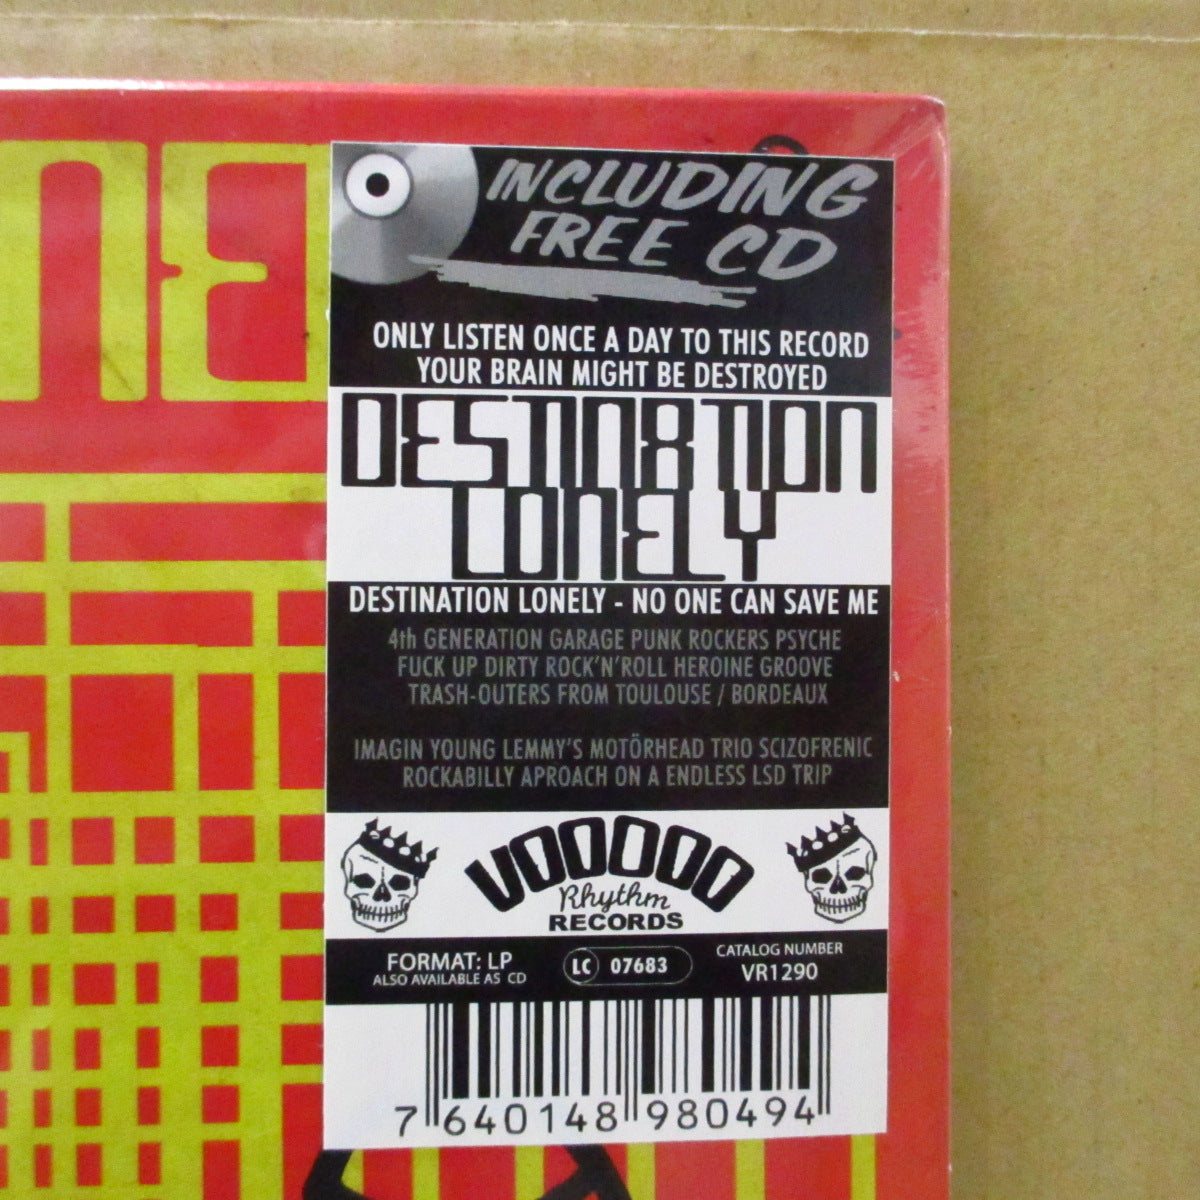 INCLUDING
FREE CD
ONLY LISTEN ONCE A DAY TO THIS RECORD
YOUR BRAIN MIGHT BE DESTROYED
DESTINATION
LONELY
DESTINATION LONELY - NO ONE CAN SAVE ME
4th GENERATION GARAGE PUNK ROCKERS PSYCHE
FUCK UP DIRTY ROCK'N'ROLL HEROINE GROOVE
TRASH-OUTERS FROM TOULOUSE / BORDEAUX
IMAGIN YOUNG LEMMY'S MOTÖRHEAD TRIO SCIZOFRENIC
ROCKABILLY APROACH ON A ENDLESS LSD TRIP
VOODOO
Rhythm
RECORDS
FORMAT: LP
ALSO AVAILABLE AS CD
LC 07683
CATALOG NUMBER
VR1290
7 640148 980494